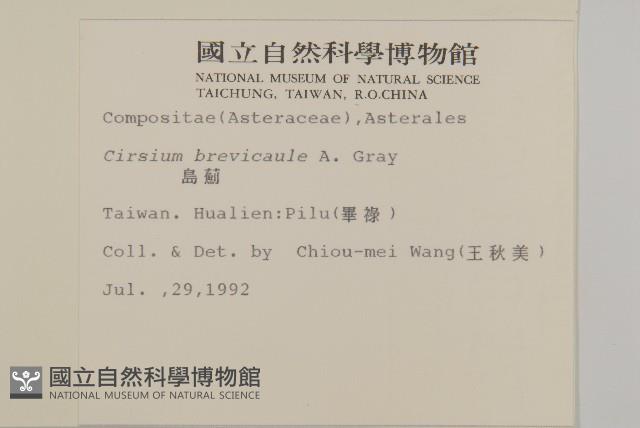 國立自然科學博物館
NATIONAL MUSEUM OF NATURAL SCIENCE
TAICHUNG, TAIWAN, R.O.CHINA
Compositae(Asteraceae),Asterales
Cirsium brevicaule A. Gray
島薊
Taiwan. Hualien:Pilu(畢祿)
Coll. & Det. by Chiou-mei Wang(王秋美)
Jul. ,29,1992
國立自然科學博物館
NATIONAL MUSEUM OF NATURAL SCIENCE